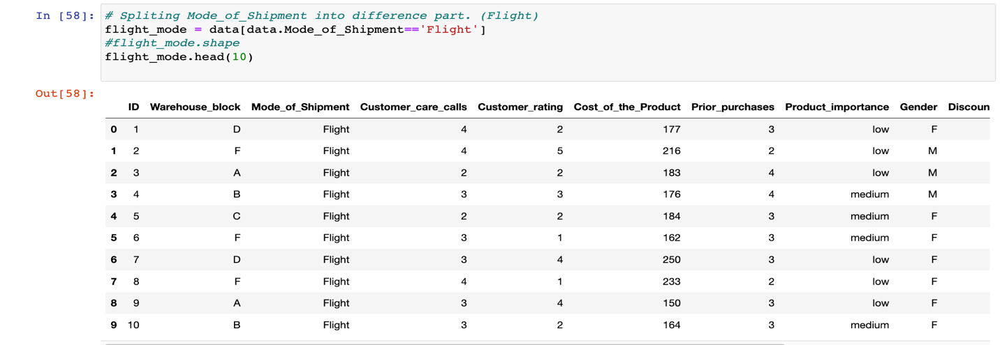 In [58]: # Spliting Mode_of_Shipment into difference part. (Flight)
flight_mode = data[data.Mode_of_Shipment=='Flight']
#flight_mode.shape
flight_mode.head(10)
Out[58]:
ID Warehouse_block Mode_of_Shipment Customer_care_calls Customer_rating Cost_of_the_Product Prior_purchases Product_importance Gender Discoun
0 1 D Flight 4 2 177 3 low F
1 2 F Flight 4 5 216 2 low M
2 3 A Flight 2 2 183 4 low M
3 4 B Flight 3 3 176 4 medium M
4 5 C Flight 2 2 184 3 medium F
5 6 F Flight 3 1 162 3 medium F
6 7 D Flight 3 4 250 3 low F
7 8 F Flight 4 1 233 2 low F
8 9 A Flight 3 4 150 3 low F
9 10 B Flight 3 2 164 3 medium F